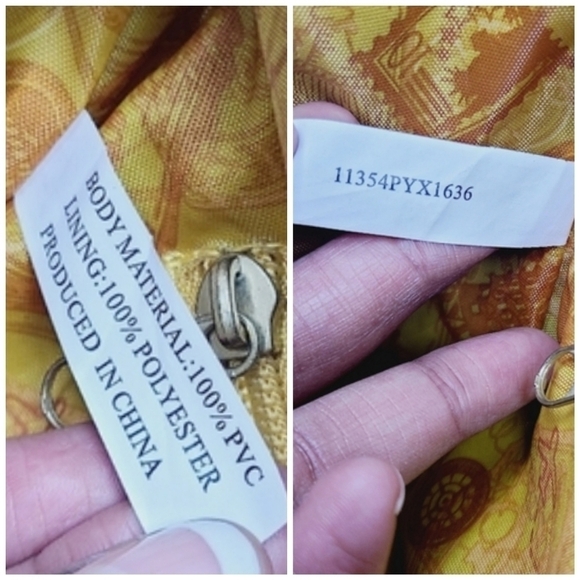 BODY MATERIAL:100% PVC
LINING:100% POLYESTER
PRODUCED IN CHINA
11354PYX1636